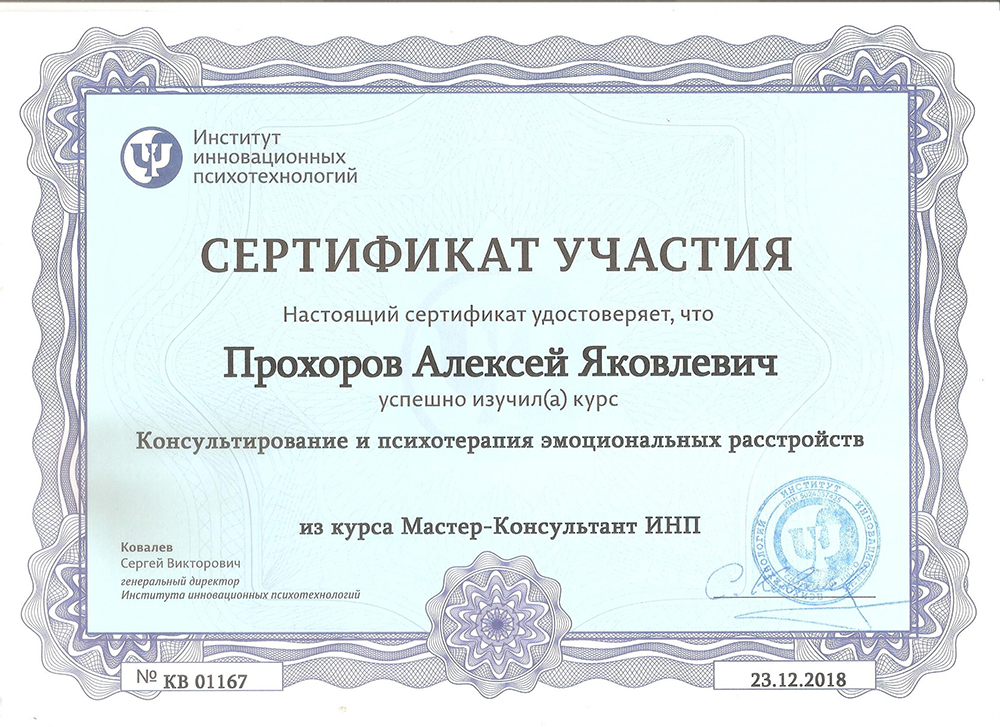 Институт
инновационных
психотехнологий
СЕРТИФИКАТ УЧАСТИЯ
Настоящий сертификат удостоверяет, что
Прохоров Алексей Яковлевич
успешно изучил(а) курс
Консультирование и психотерапия эмоциональных расстройств
из курса Мастер-Консультант ИНП
Ковалев
Сергей Викторович
генеральный директор
Института инновационных психотехнологий
ИНСТИТУТ ИННОВАЦИОННЫХ ПСИХОТЕХНОЛОГИЙ
№ КВ 01167
23.12.2018